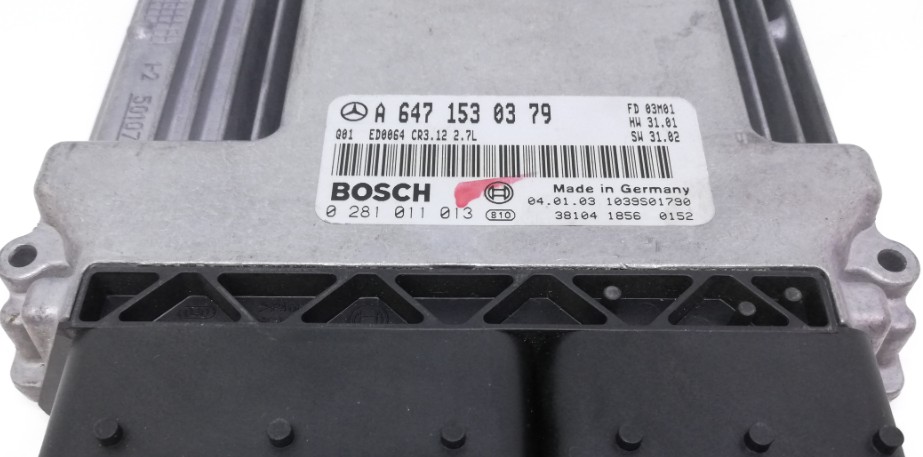 A 647 153 03 79
FD 03M01
HW 31.01
SW 31.02
Q01 ED0064 CR3.12 2.7L
BOSCH
Made in Germany
04.01.03 1039S01790
0 281 011 013 810
38104 1856 0152